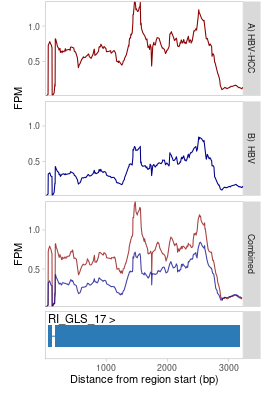 1.0
0.5
A) HBV-HCC
FPM
1.0
0.5
B) HBV
1.0
0.5
FPM
Combined
RI_GLS_17 >
1000
2000
3000
Distance from region start (bp)